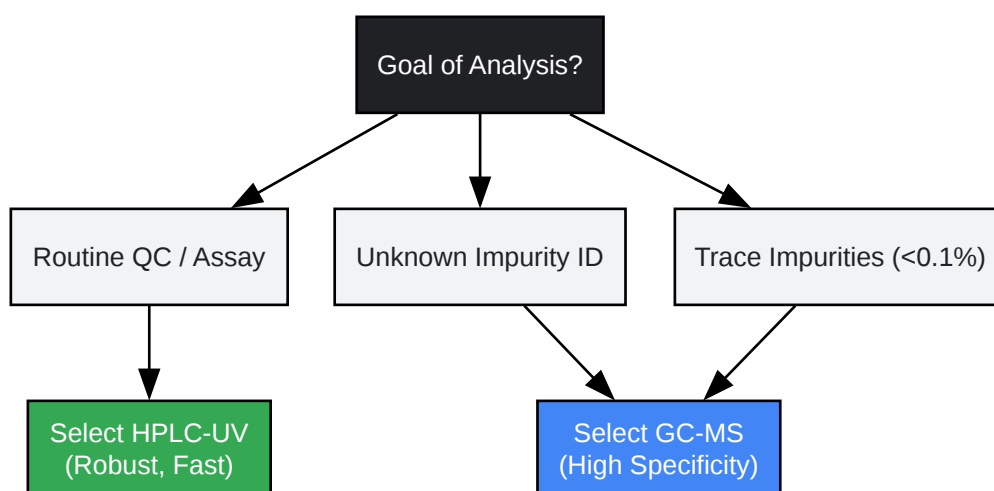 Goal of Analysis?
Routine QC / Assay
Unknown Impurity ID
Trace Impurities (<0.1%)
Select HPLC-UV
(Robust, Fast)
Select GC-MS
(High Specificity)